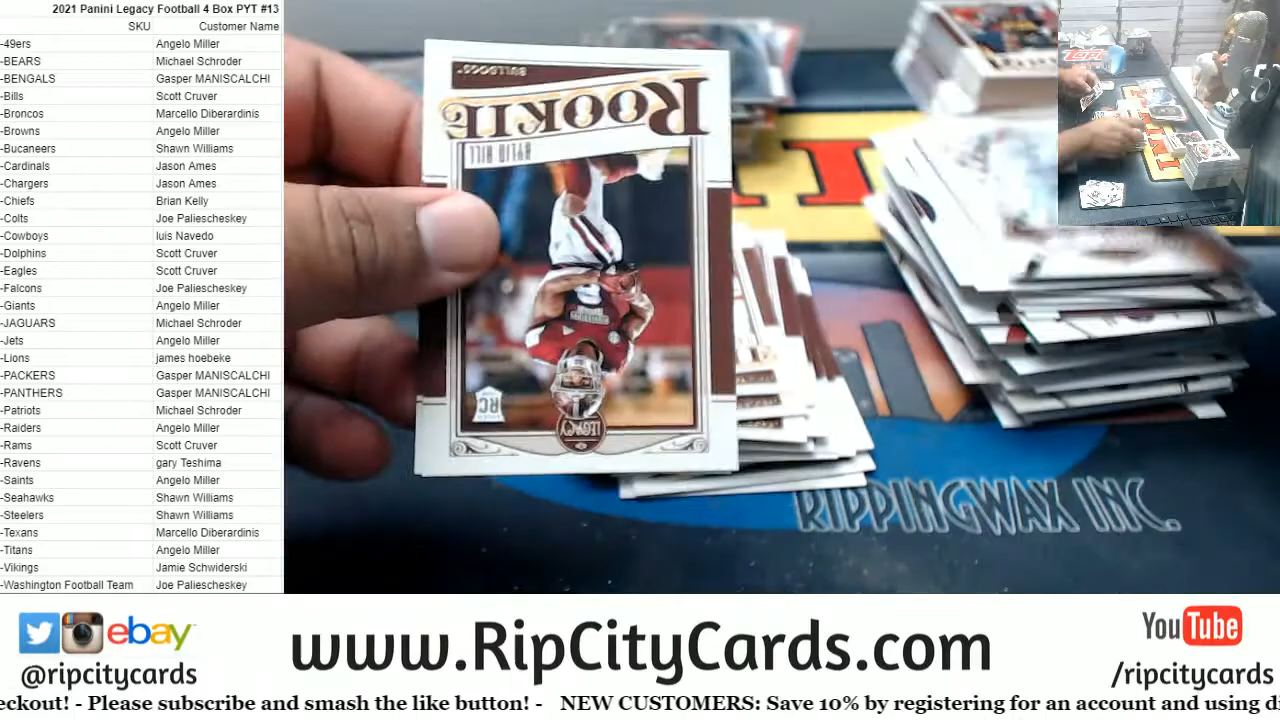 2021 Panini Legacy Football 4 Box PYT #13
SKU Customer Name
-49ers Angelo Miller
-BEARS Michael Schroder
-BENGALS Gasper MANISCALCHI
-Bills Scott Cruver
-Broncos Marcello Diberardinis
-Browns Angelo Miller
-Bucaneers Shawn Williams
-Cardinals Jason Ames
-Chargers Jason Ames
-Chiefs Brian Kelly
-Colts Joe Paliescheskey
-Cowboys luis Navedo
-Dolphins Scott Cruver
-Eagles Scott Cruver
-Falcons Joe Paliescheskey
-Giants Angelo Miller
-JAGUARS Michael Schroder
-Jets Angelo Miller
-Lions james hoebeke
-PACKERS Gasper MANISCALCHI
-PANTHERS Gasper MANISCALCHI
-Patriots Michael Schroder
-Raiders Angelo Miller
-Rams Scott Cruver
-Ravens gary Teshima
-Saints Angelo Miller
-Seahawks Shawn Williams
-Steelers Shawn Williams
-Texans Marcello Diberardinis
-Titans Angelo Miller
-Vikings Jamie Schwiderski
-Washington Football Team Joe Paliescheskey
BULLDOGS
ROOKIE
RC
LEGACY
RIPPINGWAX INC.
ebay
@ripcitycards
www.RipCityCards.com
YouTube
/ripcitycards
eckout! - Please subscribe and smash the like button! - NEW CUSTOMERS: Save 10% by registering for an account and using di